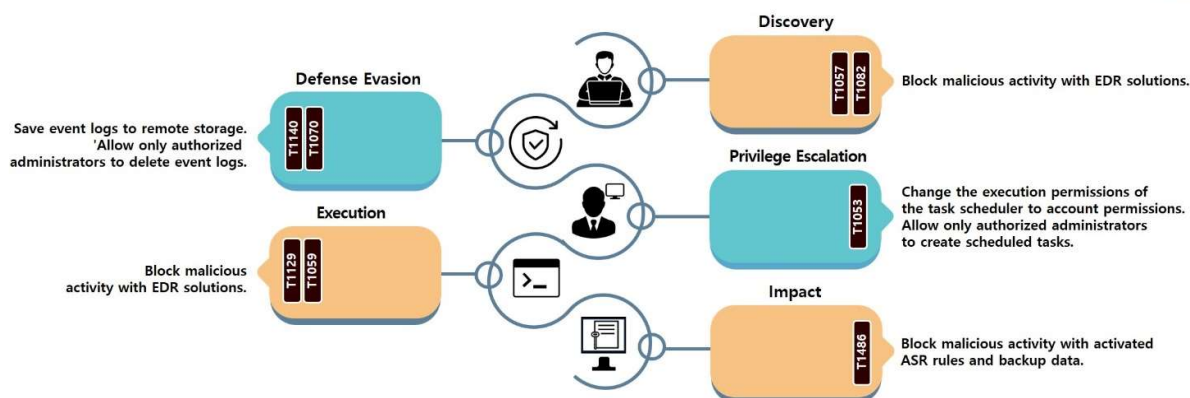 Discovery
T1057
T1082
Block malicious activity with EDR solutions.
Defense Evasion
T1140
T1070
Save event logs to remote storage.
'Allow only authorized
administrators to delete event logs.
Privilege Escalation
T1053
Change the execution permissions of
the task scheduler to account permissions.
Allow only authorized administrators
to create scheduled tasks.
Execution
T1129
T1059
Block malicious
activity with EDR solutions.
Impact
T1486
Block malicious activity with activated
ASR rules and backup data.